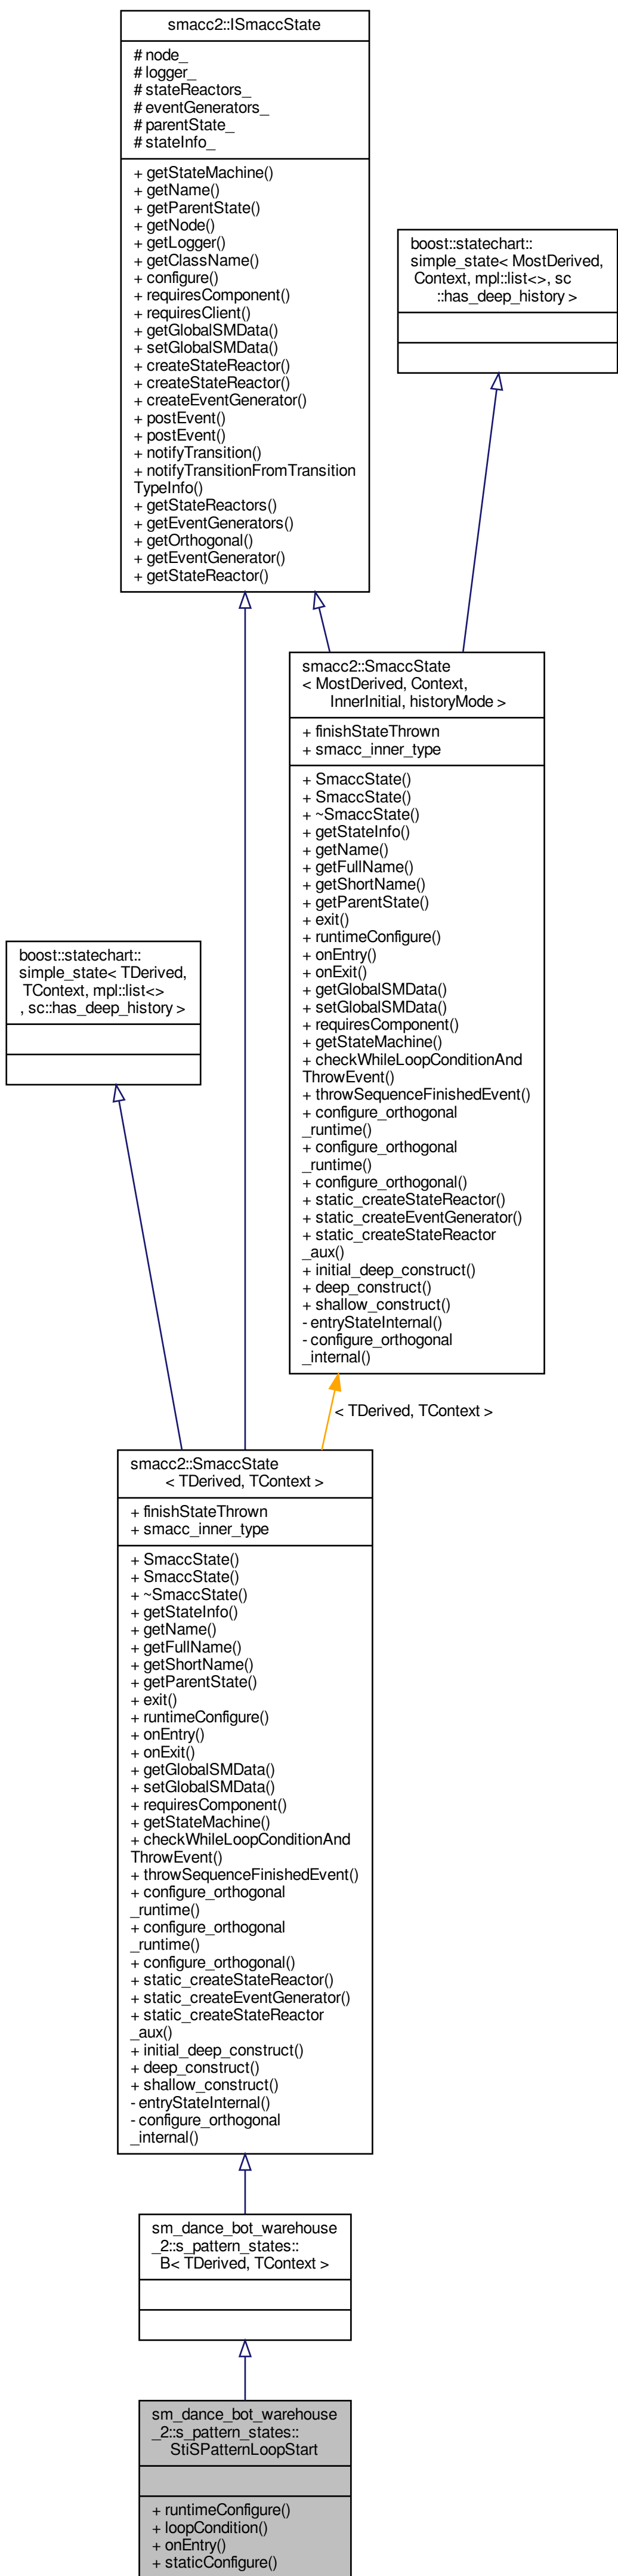 smacc2::ISmaccState
# node_
# logger_
# stateReactors_
# eventGenerators_
# parentState_
# stateInfo_
+ getStateMachine()
+ getName()
+ getParentState()
+ getNode()
+ getLogger()
+ getClassName()
+ configure()
+ requiresComponent()
+ requiresClient()
+ getGlobalSMData()
+ setGlobalSMData()
+ createStateReactor()
+ createStateReactor()
+ createEventGenerator()
+ postEvent()
+ postEvent()
+ notifyTransition()
+ notifyTransitionFromTransition
TypeInfo()
+ getStateReactors()
+ getEventGenerators()
+ getOrthogonal()
+ getEventGenerator()
+ getStateReactor()
boost::statechart::
simple_state< MostDerived,
Context, mpl::list<>, sc
::has_deep_history >
smacc2::SmaccState
< MostDerived, Context,
InnerInitial, historyMode >
+ finishStateThrown
+ smacc_inner_type
+ SmaccState()
+ SmaccState()
+ ~SmaccState()
+ getStateInfo()
+ getName()
+ getFullName()
+ getShortName()
+ getParentState()
+ exit()
+ runtimeConfigure()
+ onEntry()
+ onExit()
+ getGlobalSMData()
+ setGlobalSMData()
+ requiresComponent()
+ getStateMachine()
+ checkWhileLoopConditionAnd
ThrowEvent()
+ throwSequenceFinishedEvent()
+ configure_orthogonal
_runtime()
+ configure_orthogonal
_runtime()
+ configure_orthogonal()
+ static_createStateReactor()
+ static_createEventGenerator()
+ static_createStateReactor
_aux()
+ initial_deep_construct()
+ deep_construct()
+ shallow_construct()
- entryStateInternal()
- configure_orthogonal
_internal()
boost::statechart::
simple_state< TDerived,
TContext, mpl::list<>
, sc::has_deep_history >
< TDerived, TContext >
smacc2::SmaccState
< TDerived, TContext >
+ finishStateThrown
+ smacc_inner_type
+ SmaccState()
+ SmaccState()
+ ~SmaccState()
+ getStateInfo()
+ getName()
+ getFullName()
+ getShortName()
+ getParentState()
+ exit()
+ runtimeConfigure()
+ onEntry()
+ onExit()
+ getGlobalSMData()
+ setGlobalSMData()
+ requiresComponent()
+ getStateMachine()
+ checkWhileLoopConditionAnd
ThrowEvent()
+ throwSequenceFinishedEvent()
+ configure_orthogonal
_runtime()
+ configure_orthogonal
_runtime()
+ configure_orthogonal()
+ static_createStateReactor()
+ static_createEventGenerator()
+ static_createStateReactor
_aux()
+ initial_deep_construct()
+ deep_construct()
+ shallow_construct()
- entryStateInternal()
- configure_orthogonal
_internal()
sm_dance_bot_warehouse
_2::s_pattern_states::
B< TDerived, TContext >
sm_dance_bot_warehouse
_2::s_pattern_states::
StiSPatternLoopStart
+ runtimeConfigure()
+ loopCondition()
+ onEntry()
+ staticConfigure()